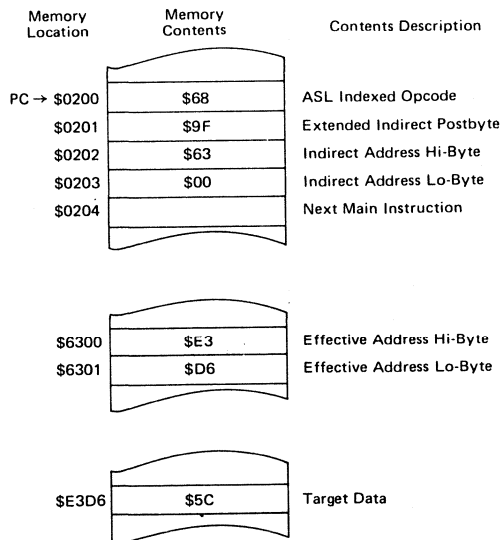 Memory Location
Memory Contents
Contents Description
PC → $0200 $68 ASL Indexed Opcode
$0201 $9F Extended Indirect Postbyte
$0202 $63 Indirect Address Hi-Byte
$0203 $00 Indirect Address Lo-Byte
$0204 Next Main Instruction
$6300 $E3 Effective Address Hi-Byte
$6301 $D6 Effective Address Lo-Byte
$E3D6 $5C Target Data